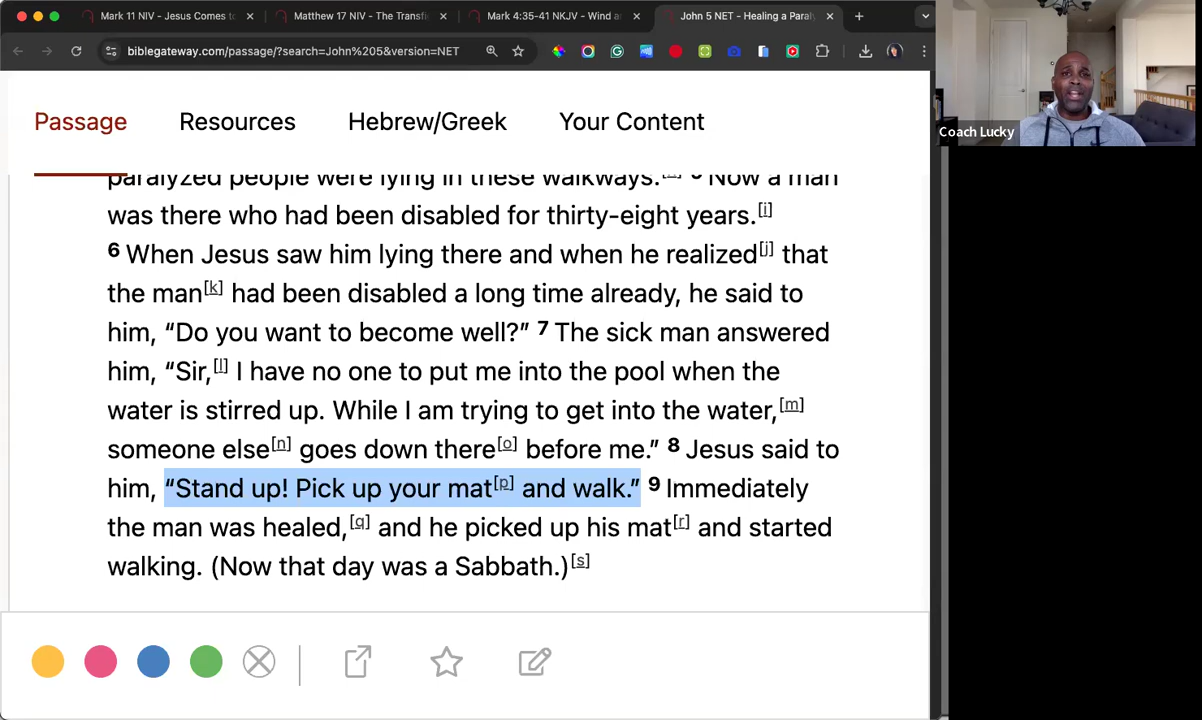 Mark 11 NIV - Jesus Comes to
Matthew 17 NIV - The Transfi
Mark 4:35-41 NKJV - Wind a
John 5 NET - Healing a Paraly
biblegateway.com/passage/?search=John%205&version=NET
Coach Lucky
Passage
Resources
Hebrew/Greek
Your Content
paralyzed people were lying in these walkways. Now a man
was there who had been disabled for thirty-eight years.[i]
6 When Jesus saw him lying there and when he realized[j] that
the man[k] had been disabled a long time already, he said to
him, “Do you want to become well?” 7 The sick man answered
him, “Sir,[l] I have no one to put me into the pool when the
water is stirred up. While I am trying to get into the water,[m]
someone else[n] goes down there[o] before me.” 8 Jesus said to
him, “Stand up! Pick up your mat[p] and walk.” 9 Immediately
the man was healed,[q] and he picked up his mat[r] and started
walking. (Now that day was a Sabbath.)[s]